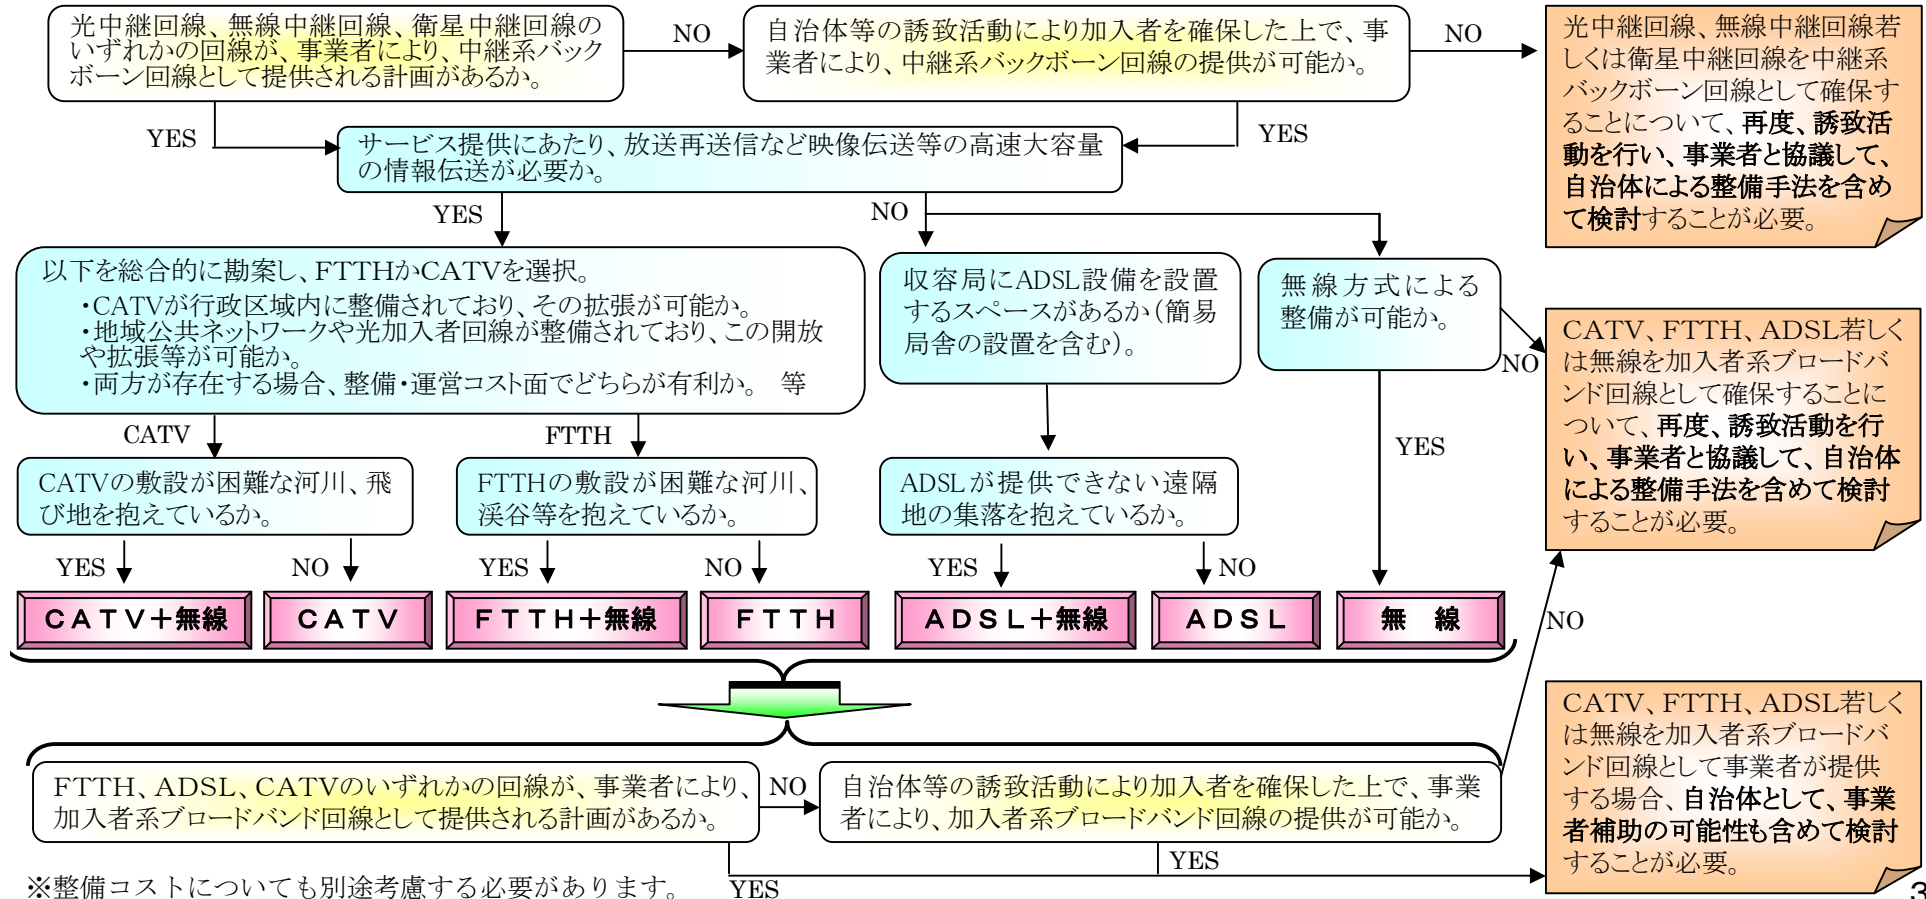 光中継回線、無線中継回線、衛星中継回線の
いずれかの回線が、事業者により、中継系バック
ボーン回線として提供される計画があるか。
NO
自治体等の誘致活動により加入者を確保した上で、事
業者により、中継系バックボーン回線の提供が可能か。
NO
光中継回線、無線中継回線若
しくは衛星中継回線を中継系
バックボーン回線として確保す
ることについて、再度、誘致活
動を行い、事業者と協議して、
自治体による整備手法を含め
て検討することが必要。
YES
YES
サービス提供にあたり、放送再送信など映像伝送等の高速大容量
の情報伝送が必要か。
YES
NO
以下を総合的に勘案し、FTTHかCATVを選択。
・CATVが行政区域内に整備されており、その拡張が可能か。
・地域公共ネットワークや光加入者回線が整備されており、この開放
や拡張等が可能か。
・両方が存在する場合、整備・運営コスト面でどちらが有利か。 等
収容局にADSL設備を設置
するスペースがあるか(簡易
局舎の設置を含む)。
無線方式による
整備が可能か。
NO
CATV、FTTH、ADSL若しく
は無線を加入者系ブロードバ
ンド回線として確保することに
ついて、再度、誘致活動を行
い、事業者と協議して、自治体
による整備手法を含めて検討
することが必要。
CATV
FTTH
YES
CATVの敷設が困難な河川、飛
び地を抱えているか。
FTTHの敷設が困難な河川、
渓谷等を抱えているか。
ADSLが提供できない遠隔
地の集落を抱えているか。
YES
NO
YES
NO
YES
NO
CATV+無線
CATV
FTTH+無線
FTTH
ADSL+無線
ADSL
無 線
NO
FTTH、ADSL、CATVのいずれかの回線が、事業者により、
加入者系ブロードバンド回線として提供される計画があるか。
NO
自治体等の誘致活動により加入者を確保した上で、事業
者により、加入者系ブロードバンド回線の提供が可能か。
CATV、FTTH、ADSL若しく
は無線を加入者系ブロードバ
ンド回線として事業者が提供
する場合、自治体として、事業
者補助の可能性も含めて検討
することが必要。
YES
YES
※整備コストについても別途考慮する必要があります。
3